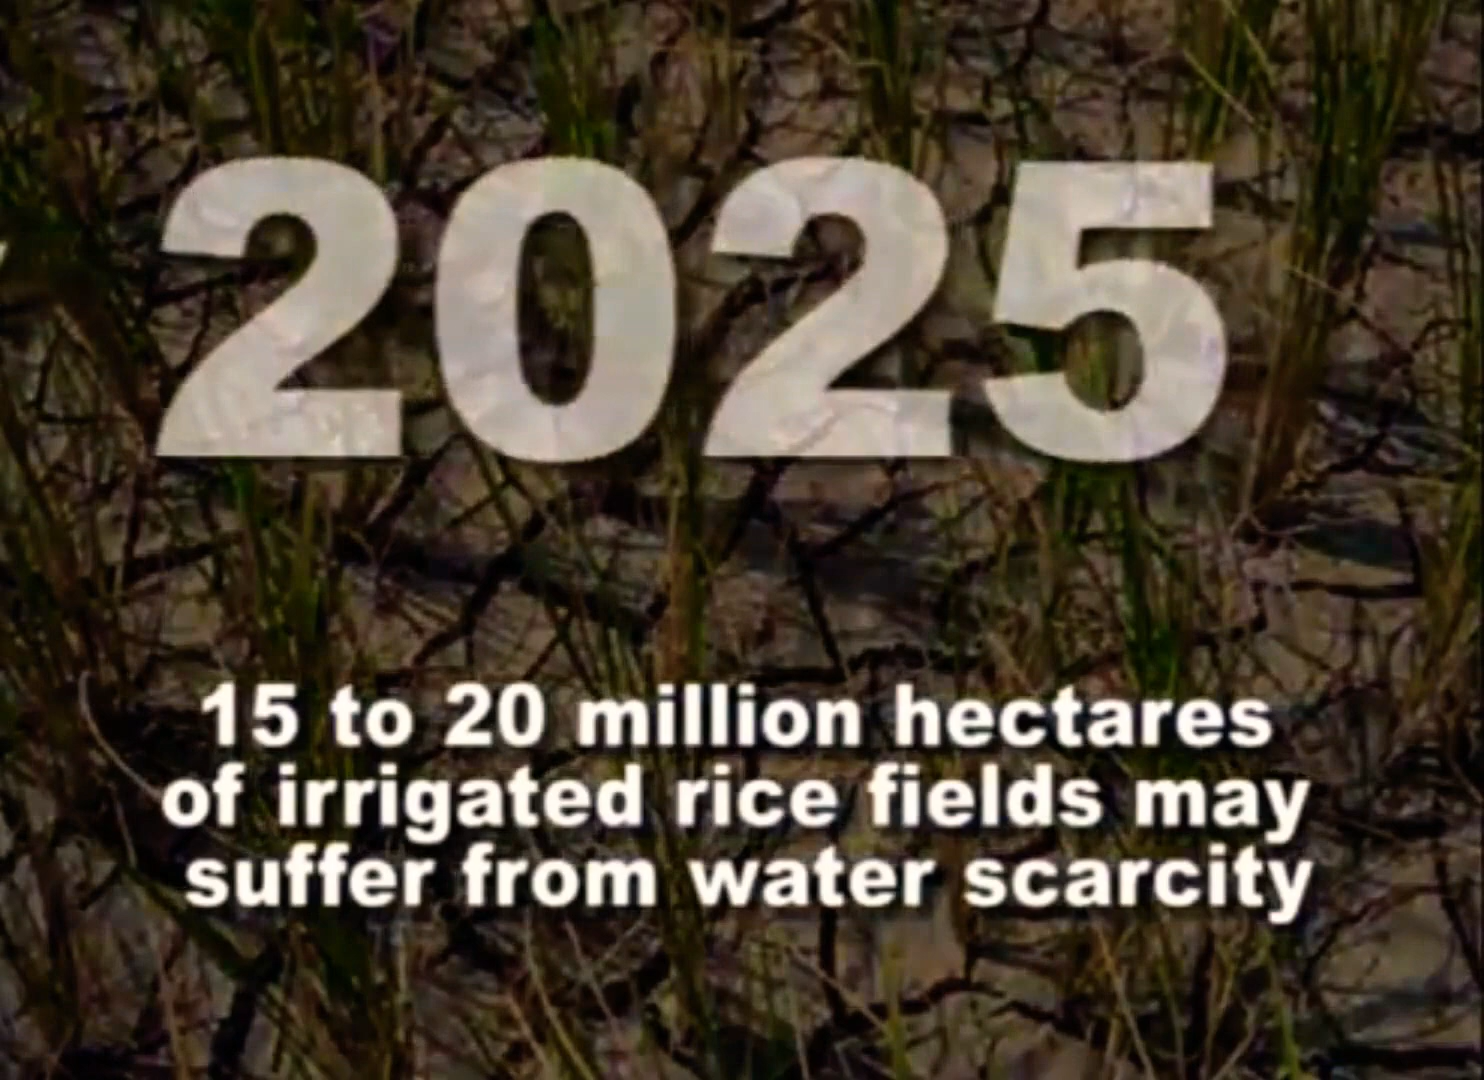 2025
15 to 20 million hectares
of irrigated rice fields may
suffer from water scarcity